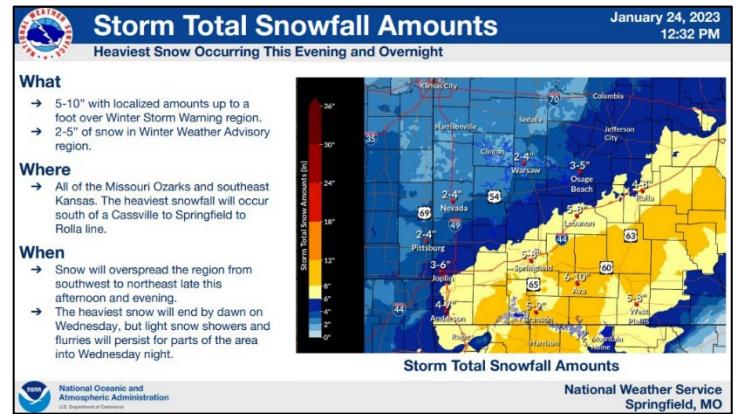 NATIONAL WEATHER SERVICE
Storm Total Snowfall Amounts
January 24, 2023
12:32 PM
Heaviest Snow Occurring This Evening and Overnight
What
➔ 5-10" with localized amounts up to a
foot over Winter Storm Warning region.
➔ 2-5" of snow in Winter Weather Advisory
region.
Where
➔ All of the Missouri Ozarks and southeast
Kansas. The heaviest snowfall will occur
south of a Cassville to Springfield to
Rolla line.
When
➔ Snow will overspread the region from
southwest to northeast late this
afternoon and evening.
➔ The heaviest snow will end by dawn on
Wednesday, but light snow showers and
flurries will persist for parts of the area
into Wednesday night.
Storm Total Snow Amounts (in)
36"
30"
24"
18"
12"
8"
6"
4"
2"
0"
Kansas City
70
Columbia
Harrisonville
Sedalia
Jefferson
City
35
Clinton
2-4"
Warsaw
3-5"
Osage
Beach
4-8"
Rolla
2-4"
Nevada
54
69
49
5-8"
Lebanon
63
2-4"
Pittsburg
44
3-6"
Joplin
5-8"
Springfield
60
65
6-10"
Ava
44
Anderson
5-9"
Branson
5-8"
West
Plains
Harrison
Mountain
Home
Storm Total Snowfall Amounts
NOAA
National Oceanic and
Atmospheric Administration
U.S. Department of Commerce
National Weather Service
Springfield, MO